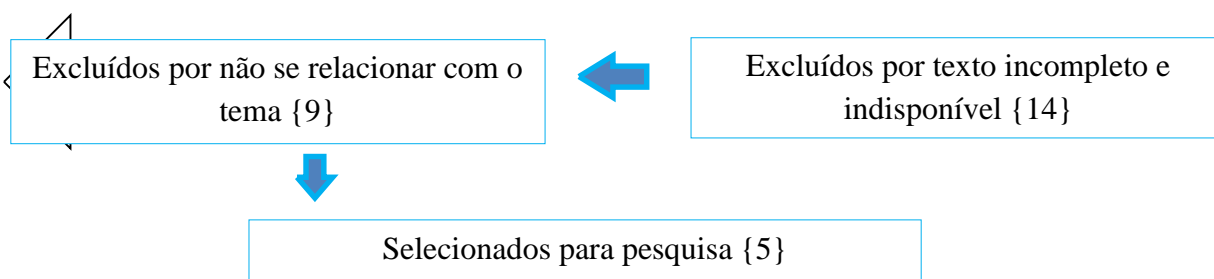 Excluídos por não se relacionar com o
tema {9}
Excluídos por texto incompleto e
indisponível {14}
Selecionados para pesquisa {5}